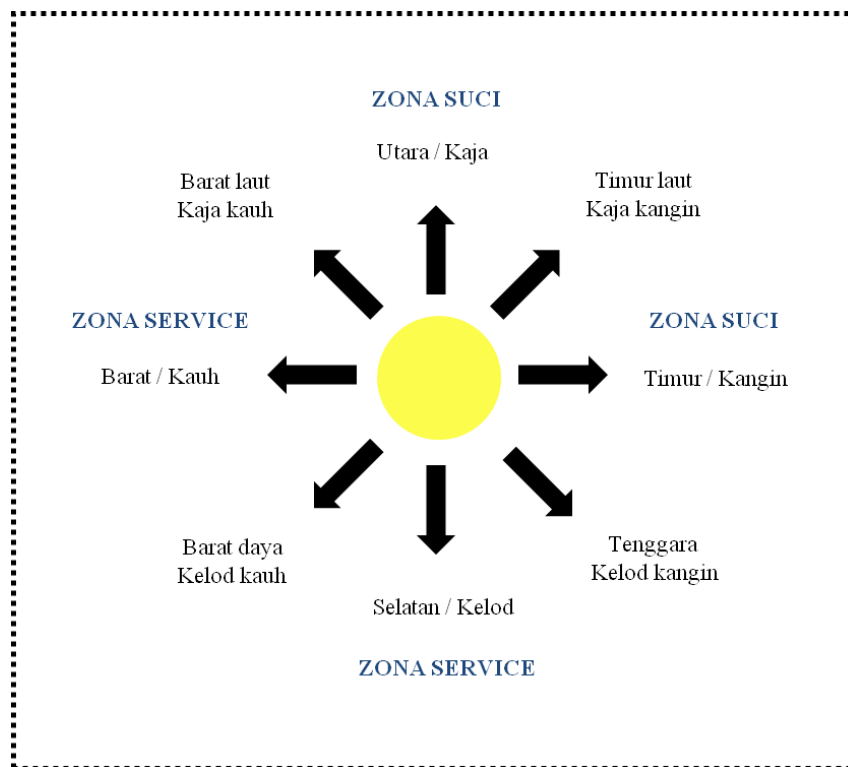 ZONA SUCI
Utara / Kaja
Barat laut
Kaja kauh
Timur laut
Kaja kangin
ZONA SERVICE
Barat / Kauh
ZONA SUCI
Timur / Kangin
Barat daya
Kelod kauh
Tenggara
Kelod kangin
Selatan / Kelod
ZONA SERVICE